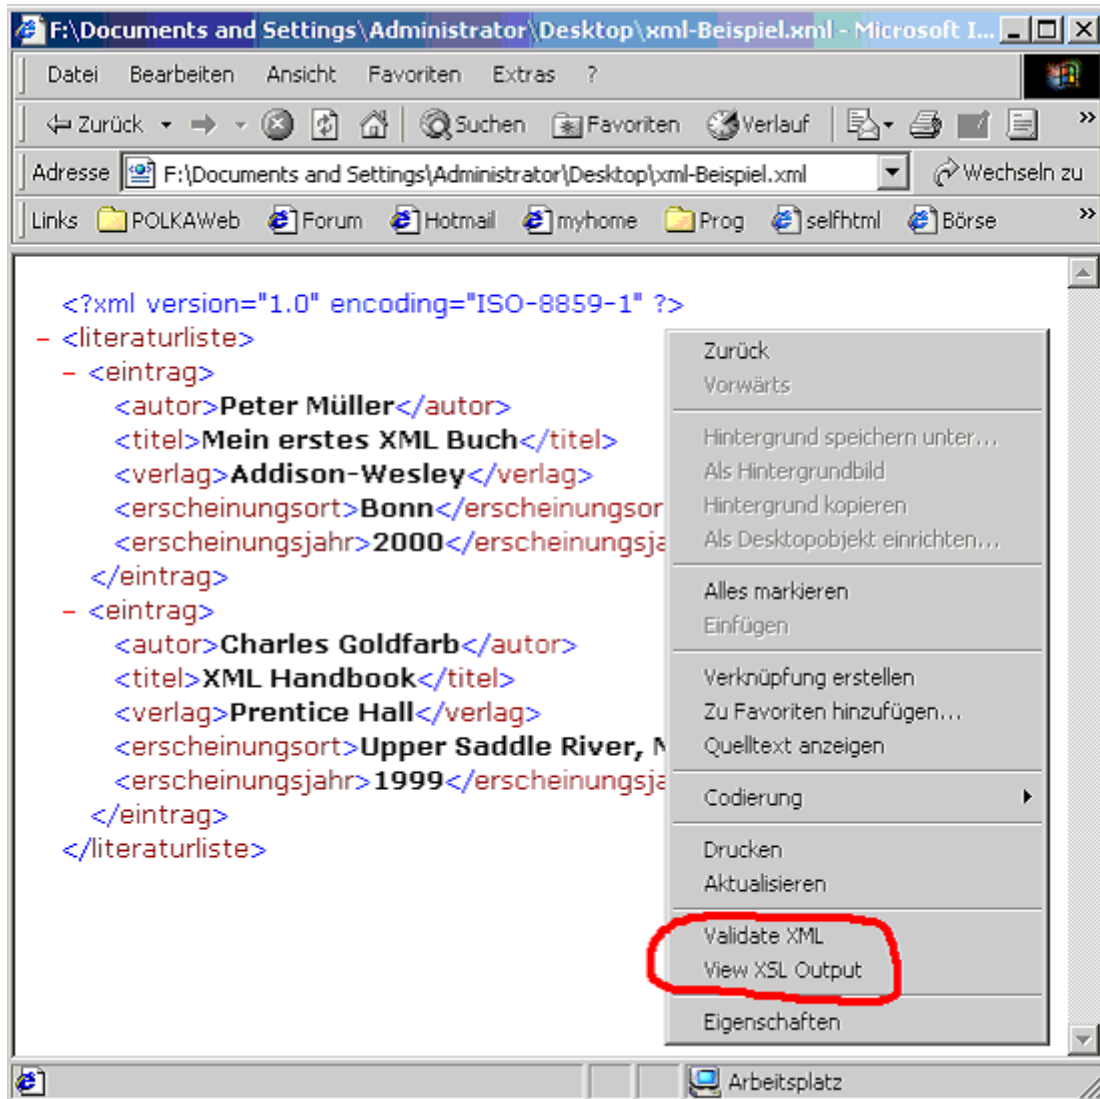 F:\Documents and Settings\Administrator\Desktop\xml-Beispiel.xml - Microsoft I...
Datei Bearbeiten Ansicht Favoriten Extras ?
Zurück Suchen Favoriten Verlauf »
Adresse F:\Documents and Settings\Administrator\Desktop\xml-Beispiel.xml Wechseln zu
Links POLKAWeb Forum Hotmail myhome Prog selfhtml Börse »
<?xml version="1.0" encoding="ISO-8859-1" ?>
- <literaturliste>
- <eintrag>
<autor>Peter Müller</autor>
<titel>Mein erstes XML Buch</titel>
<verlag>Addison-Wesley</verlag>
<erscheinungsort>Bonn</erscheinungsor
<erscheinungsjahr>2000</erscheinungsja
</eintrag>
- <eintrag>
<autor>Charles Goldfarb</autor>
<titel>XML Handbook</titel>
<verlag>Prentice Hall</verlag>
<erscheinungsort>Upper Saddle River, N
<erscheinungsjahr>1999</erscheinungsja
</eintrag>
</literaturliste>
Zurück
Vorwärts
Hintergrund speichern unter...
Als Hintergrundbild
Hintergrund kopieren
Als Desktopobjekt einrichten...
Alles markieren
Einfügen
Verknüpfung erstellen
Zu Favoriten hinzufügen...
Quelltext anzeigen
Codierung
Drucken
Aktualisieren
Validate XML
View XSL Output
Eigenschaften
Arbeitsplatz